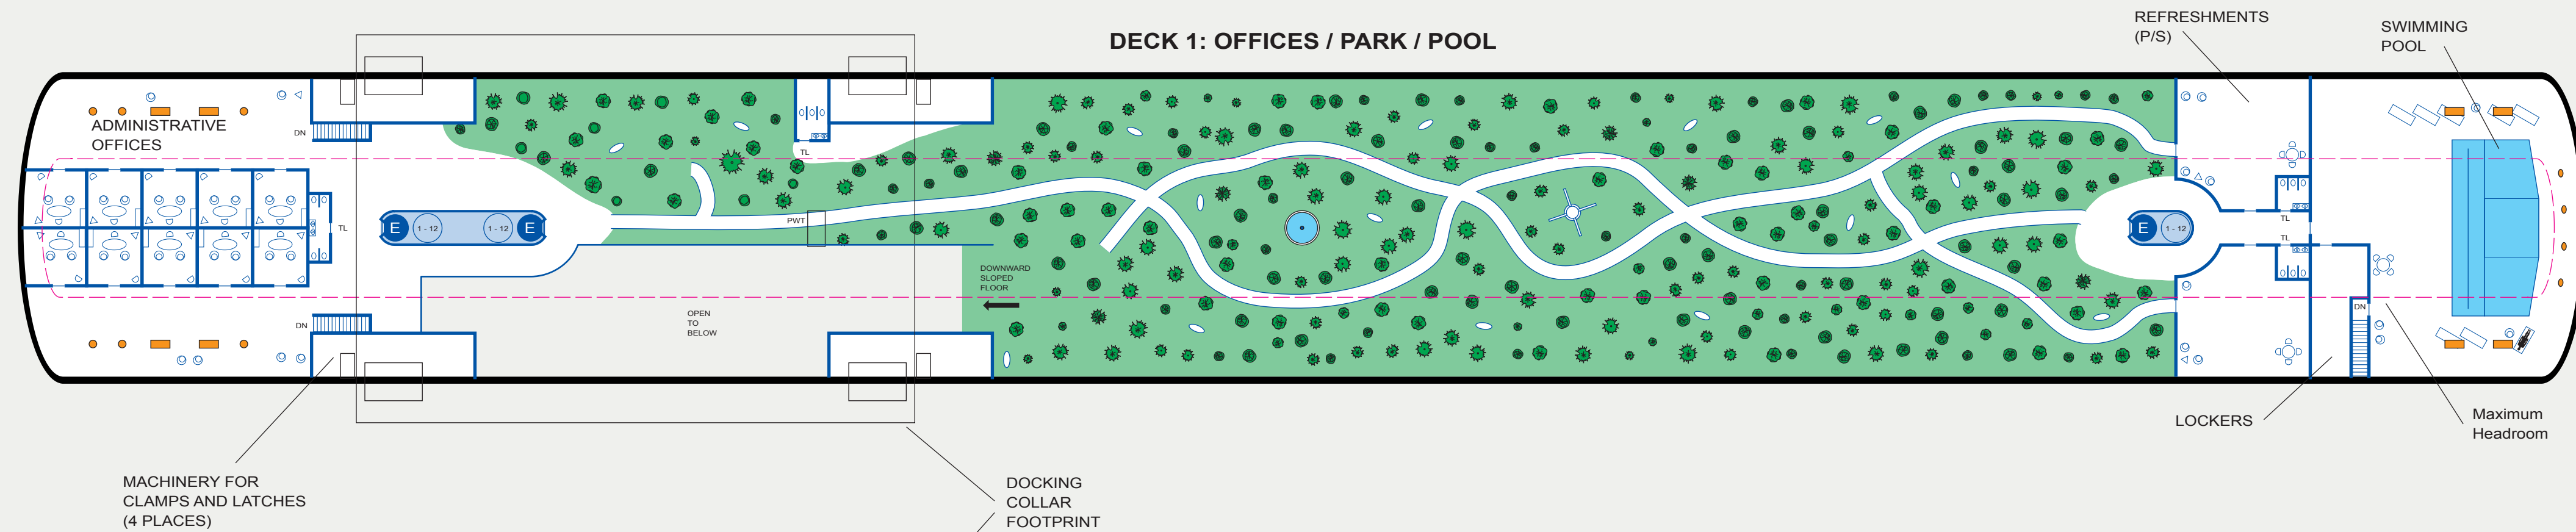 DECK 1: OFFICES / PARK / POOL
REFRESHMENTS
(P/S)
SWIMMING
POOL
ADMINISTRATIVE
OFFICES
DN
TL
TL
E
1 - 12
1 - 12
E
PWT
E
1 - 12
TL
TL
DOWNWARD
SLOPED
FLOOR
OPEN
TO
BELOW
DN
DN
LOCKERS
Maximum
Headroom
MACHINERY FOR
CLAMPS AND LATCHES
(4 PLACES)
DOCKING
COLLAR
FOOTPRINT